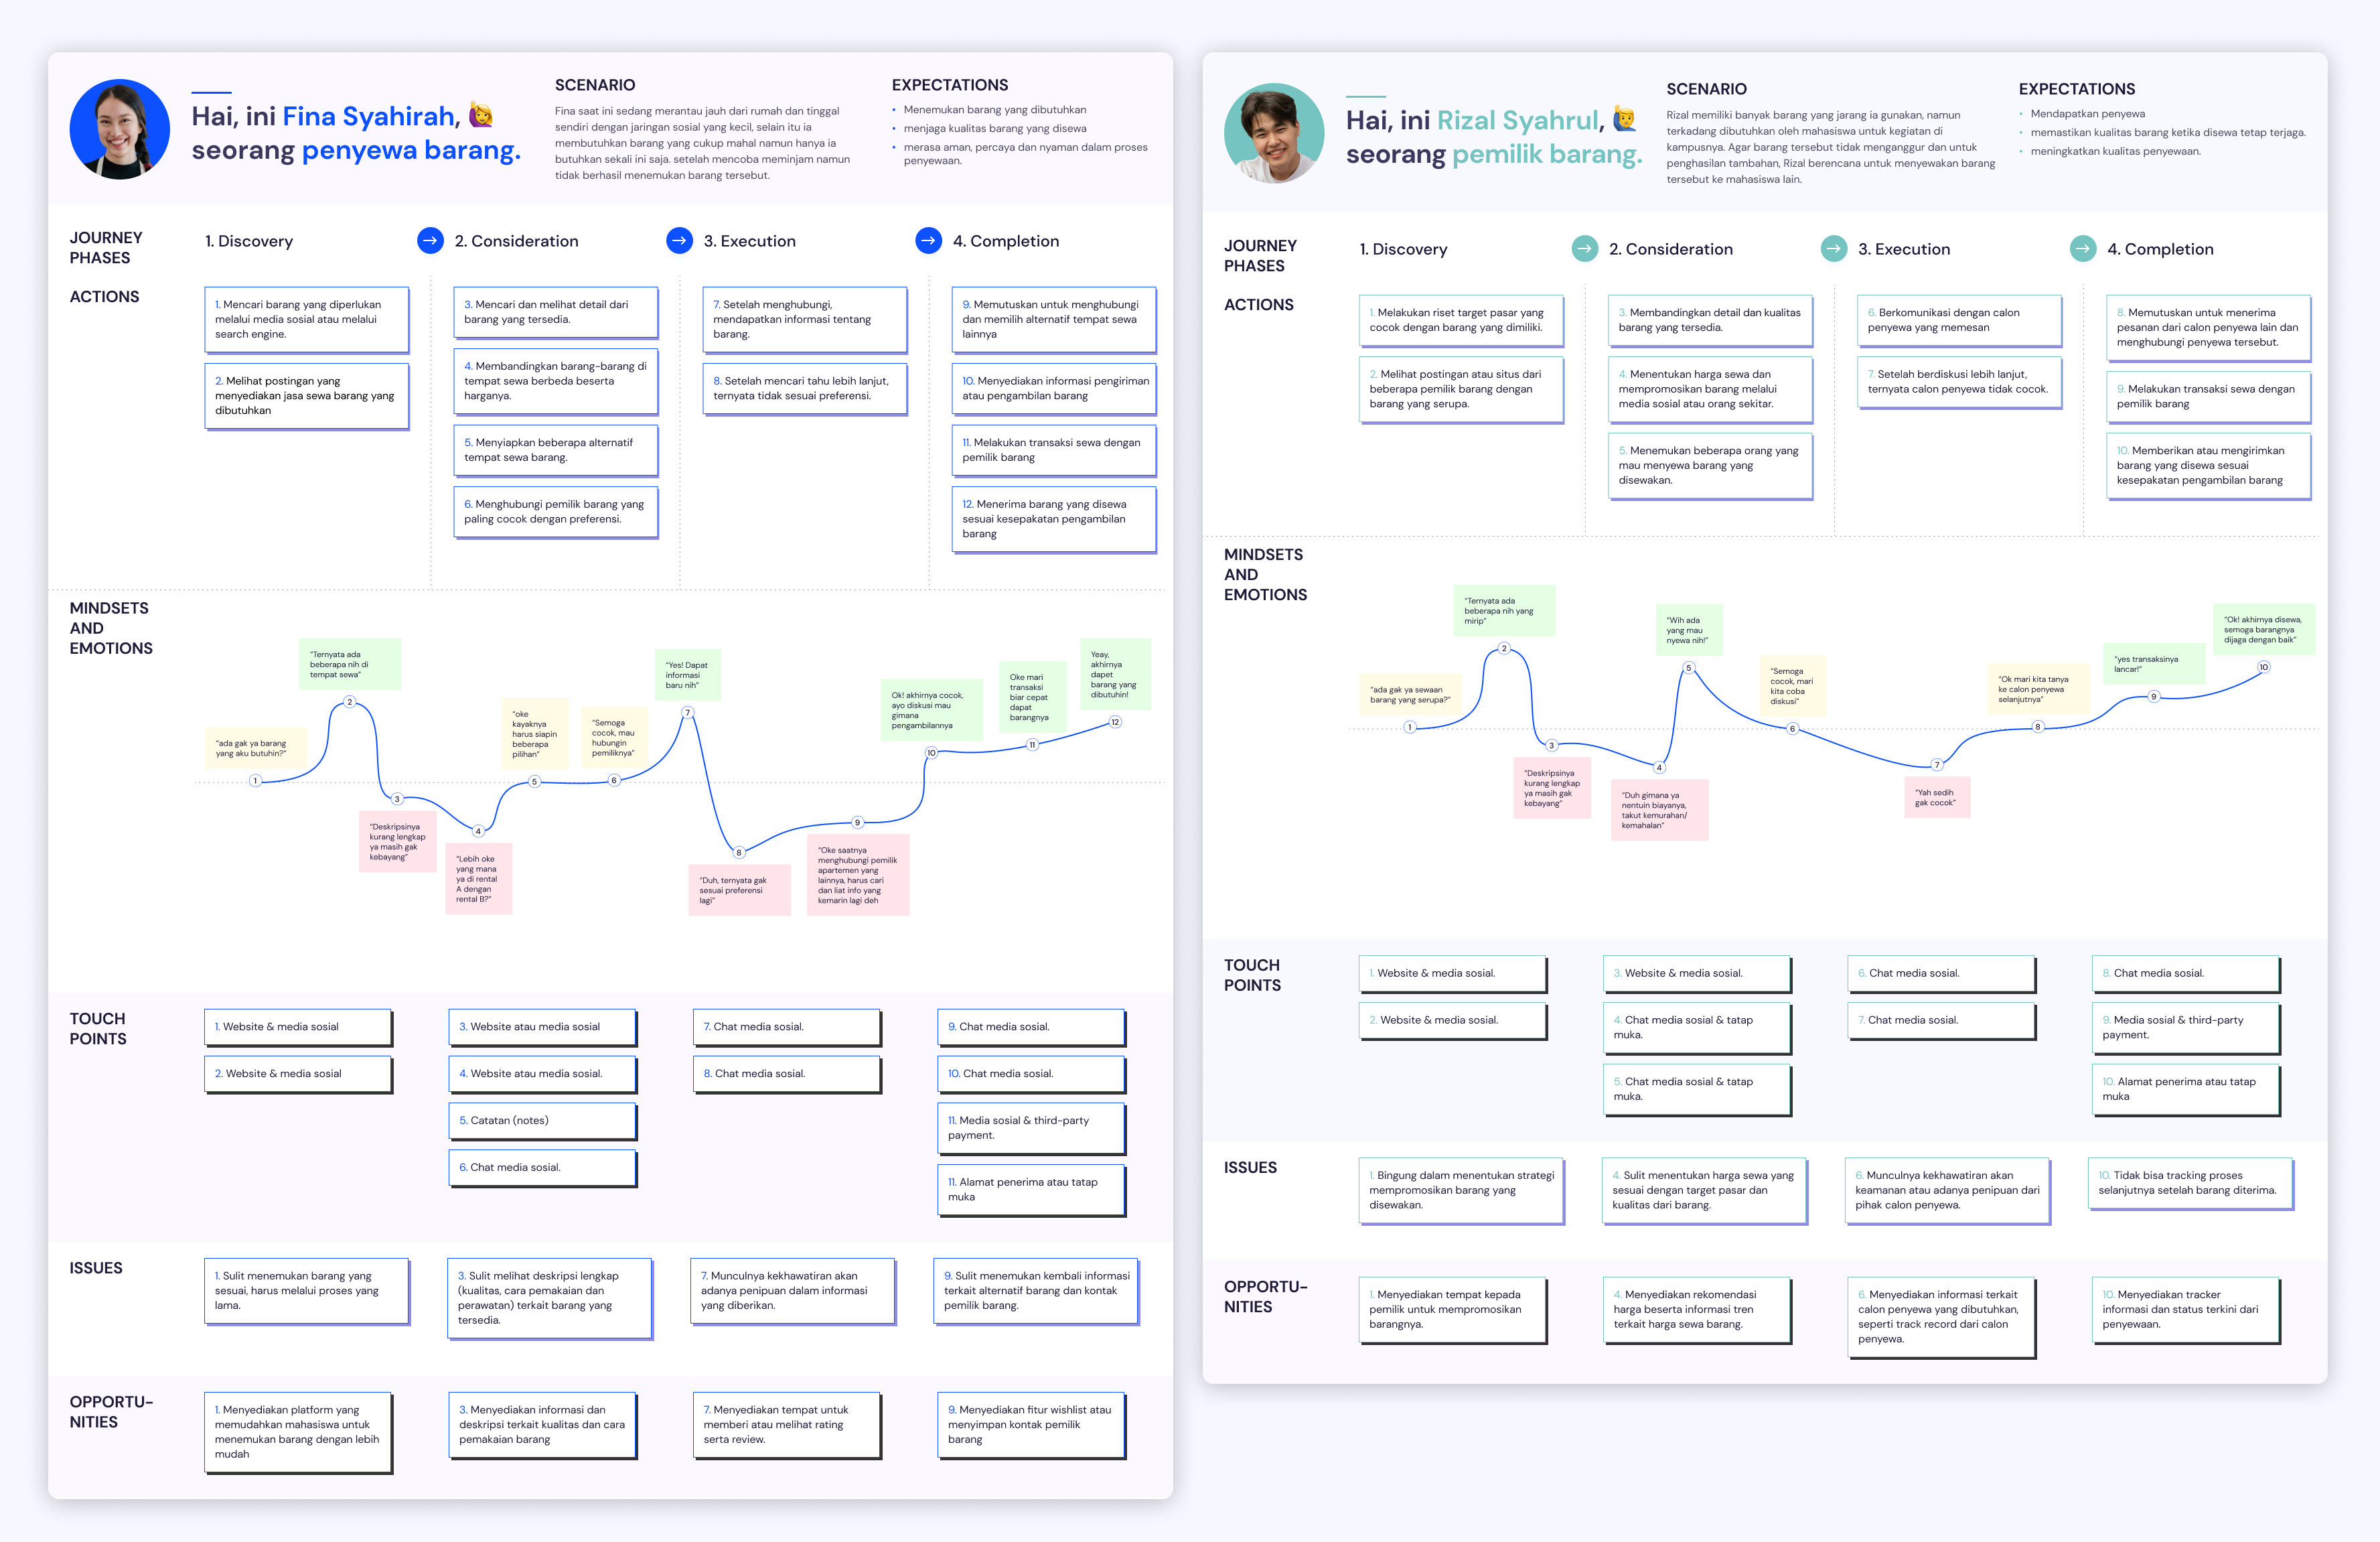 Hai, ini Fina Syahirah, 🙋‍♀️
seorang penyewa barang.
SCENARIO
Fina saat ini sedang merantau jauh dari rumah dan tinggal
sendiri dengan jaringan sosial yang kecil, selain itu ia
membutuhkan barang yang cukup mahal namun hanya ia
butuhkan sekali ini saja. setelah mencoba meminjam namun
tidak berhasil menemukan barang tersebut.
EXPECTATIONS
• Menemukan barang yang dibutuhkan
• menjaga kualitas barang yang disewa
• merasa aman, percaya dan nyaman dalam proses
penyewaan.
JOURNEY
PHASES
1. Discovery
→
2. Consideration
→
3. Execution
→
4. Completion
ACTIONS
1. Mencari barang yang diperlukan
melalui media sosial atau melalui
search engine.
2. Melihat postingan yang
menyediakan jasa sewa barang yang
dibutuhkan
3. Mencari dan melihat detail dari
barang yang tersedia.
4. Membandingkan barang-barang di
tempat sewa berbeda beserta
harganya.
5. Menyiapkan beberapa alternatif
tempat sewa barang.
6. Menghubungi pemilik barang yang
paling cocok dengan preferensi.
7. Setelah menghubungi,
mendapatkan informasi tentang
barang.
8. Setelah mencari tahu lebih lanjut,
ternyata tidak sesuai preferensi.
9. Memutuskan untuk menghubungi
dan memilih alternatif tempat sewa
lainnya
10. Menyediakan informasi pengiriman
atau pengambilan barang
11. Melakukan transaksi sewa dengan
pemilik barang
12. Menerima barang yang disewa
sesuai kesepakatan pengambilan
barang
MINDSETS
AND
EMOTIONS
"ada gak ya barang
yang aku butuhin?"
1
"Ternyata ada
beberapa nih di
tempat sewa"
2
3
"Deskripsinya
kurang lengkap
ya masih gak
kebayang"
4
"Lebih oke
yang mana
ya di rental
A dengan
rental B?"
"oke
kayaknya
harus siapin
beberapa
pilihan"
5
"Semoga
cocok, mau
hubungin
pemiliknya"
6
"Yes! Dapat
informasi
baru nih"
7
8
"Duh, ternyata gak
sesuai preferensi
lagi"
9
"Oke saatnya
menghubungi pemilik
apartemen yang
lainnya, harus cari
dan liat info yang
kemarin lagi deh
Ok! akhirnya cocok,
ayo diskusi mau
gimana
pengambilannya
10
Oke mari
transaksi
biar cepat
dapat
barangnya
11
Yeay,
akhirnya
dapet
barang yang
dibutuhin!
12
TOUCH
POINTS
1. Website & media sosial
2. Website & media sosial
3. Website atau media sosial
4. Website atau media sosial.
5. Catatan (notes)
6. Chat media sosial.
7. Chat media sosial.
8. Chat media sosial.
9. Chat media sosial.
10. Chat media sosial.
11. Media sosial & third-party
payment.
11. Alamat penerima atau tatap
muka
ISSUES
1. Sulit menemukan barang yang
sesuai, harus melalui proses yang
lama.
3. Sulit melihat deskripsi lengkap
(kualitas, cara pemakaian dan
perawatan) terkait barang yang
tersedia.
7. Munculnya kekhawatiran akan
adanya penipuan dalam informasi
yang diberikan.
9. Sulit menemukan kembali informasi
terkait alternatif barang dan kontak
pemilik barang.
OPPORTU-
NITIES
1. Menyediakan platform yang
memudahkan mahasiswa untuk
menemukan barang dengan lebih
mudah
3. Menyediakan informasi dan
deskripsi terkait kualitas dan cara
pemakaian barang
7. Menyediakan tempat untuk
memberi atau melihat rating
serta review.
9. Menyediakan fitur wishlist atau
menyimpan kontak pemilik
barang
Hai, ini Rizal Syahrul, 🙋‍♂️
seorang pemilik barang.
SCENARIO
Rizal memiliki banyak barang yang jarang ia gunakan, namun
terkadang dibutuhkan oleh mahasiswa untuk kegiatan di
kampusnya. Agar barang tersebut tidak menganggur dan untuk
penghasilan tambahan, Rizal berencana untuk menyewakan barang
tersebut ke mahasiswa lain.
EXPECTATIONS
• Mendapatkan penyewa
• memastikan kualitas barang ketika disewa tetap terjaga.
• meningkatkan kualitas penyewaan.
JOURNEY
PHASES
1. Discovery
→
2. Consideration
→
3. Execution
→
4. Completion
ACTIONS
1. Melakukan riset target pasar yang
cocok dengan barang yang dimiliki.
2. Melihat postingan atau situs dari
beberapa pemilik barang dengan
barang yang serupa.
3. Membandingkan detail dan kualitas
barang yang tersedia.
4. Menentukan harga sewa dan
mempromosikan barang melalui
media sosial atau orang sekitar.
5. Menemukan beberapa orang yang
mau menyewa barang yang
disewakan.
6. Berkomunikasi dengan calon
penyewa yang memesan
7. Setelah berdiskusi lebih lanjut,
ternyata calon penyewa tidak cocok.
8. Memutuskan untuk menerima
pesanan dari calon penyewa lain dan
menghubungi penyewa tersebut.
9. Melakukan transaksi sewa dengan
pemilik barang
10. Memberikan atau mengirimkan
barang yang disewa sesuai
kesepakatan pengambilan barang
MINDSETS
AND
EMOTIONS
"ada gak ya sewaan
barang yang serupa?"
1
"Ternyata ada
beberapa nih yang
mirip"
2
3
"Deskripsinya
kurang lengkap
ya masih gak
kebayang"
4
"Duh gimana ya
nentuin biayanya,
takut kemurahan/
kemahalan"
"Wih ada
yang mau
nyewa nih!"
5
"Semoga
cocok, mari
kita coba
diskusi"
6
7
"Yah sedih
gak cocok"
"Ok mari kita tanya
ke calon penyewa
selanjutnya"
8
"yes transaksinya
lancar!"
9
"Ok! akhirnya disewa,
semoga barangnya
dijaga dengan baik"
10
TOUCH
POINTS
1. Website & media sosial.
2. Website & media sosial.
3. Website & media sosial.
4. Chat media sosial & tatap
muka.
5. Chat media sosial & tatap
muka.
6. Chat media sosial.
7. Chat media sosial.
8. Chat media sosial.
9. Media sosial & third-party
payment.
10. Alamat penerima atau tatap
muka
ISSUES
1. Bingung dalam menentukan strategi
mempromosikan barang yang
disewakan.
4. Sulit menentukan harga sewa yang
sesuai dengan target pasar dan
kualitas dari barang.
6. Munculnya kekhawatiran akan
keamanan atau adanya penipuan dari
pihak calon penyewa.
10. Tidak bisa tracking proses
selanjutnya setelah barang diterima.
OPPORTU-
NITIES
1. Menyediakan tempat kepada
pemilik untuk mempromosikan
barangnya.
4. Menyediakan rekomendasi
harga beserta informasi tren
terkait harga sewa barang.
6. Menyediakan informasi terkait
calon penyewa yang dibutuhkan,
seperti track record dari calon
penyewa.
10. Menyediakan tracker
informasi dan status terkini dari
penyewaan.